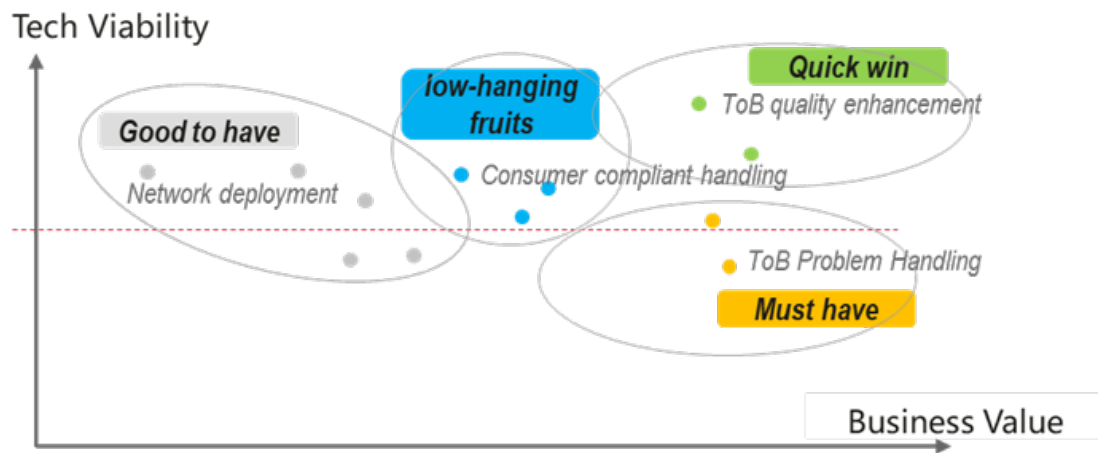 Tech Viability
Quick win
low-hanging
fruits
ToB quality enhancement
Good to have
Consumer compliant handling
Network deployment
ToB Problem Handling
Must have
Business Value